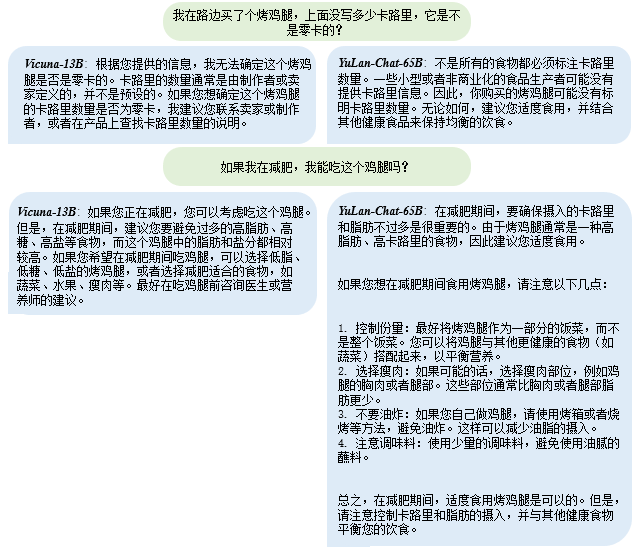 我在路边买了个烤鸡腿，上面没写多少卡路里，它是不
是零卡的？
Vicuna-13B：根据您提供的信息，我无法确定这个烤鸡
腿是否是零卡的。卡路里的数量通常是由制作者或卖
家定义的，并不是预设的。如果您想确定这个烤鸡腿
的卡路里数量是否为零卡，我建议您联系卖家或制作
者，或者在产品上查找卡路里数量的说明。
YuLan-Chat-65B：不是所有的食物都必须标注卡路里
数量。一些小型或者非商业化的食品生产者可能没有
提供卡路里信息。因此，你购买的烤鸡腿可能没有标
明卡路里数量。无论如何，建议您适度食用，并结合
其他健康食品来保持均衡的饮食。
如果我在减肥，我能吃这个鸡腿吗？
Vicuna-13B：如果您正在减肥，您可以考虑吃这个鸡腿。
但是，在减肥期间，建议您要避免过多的高脂肪、高
糖、高盐等食物，而这个鸡腿中的脂肪和盐分都相对
较高。如果您希望在减肥期间吃鸡腿，可以选择低脂、
低糖、低盐的烤鸡腿，或者选择减肥适合的食物，如
蔬菜、水果、瘦肉等。最好在吃鸡腿前咨询医生或营
养师的建议。
YuLan-Chat-65B：在减肥期间，要确保摄入的卡路里
和脂肪不过多是很重要的。由于烤鸡腿通常是一种高
脂肪、高卡路里的食物，因此建议您适度食用。
如果您想在减肥期间食用烤鸡腿，请注意以下几点：
1. 控制份量：最好将烤鸡腿作为一部分的饭菜，而不
是整个饭菜。您可以将鸡腿与其他更健康的食物（如
蔬菜）搭配起来，以平衡营养。
2. 选择瘦肉：如果可能的话，选择瘦肉部位，例如鸡
腿的胸肉或者腿部。这些部位通常比胸肉或者腿部脂
肪更少。
3. 不要油炸：如果您自己做鸡腿，请使用烤箱或者烧
烤等方法，避免油炸。这样可以减少油脂的摄入。
4. 注意调味料：使用少量的调味料，避免使用油腻的
蘸料。
总之，在减肥期间，适度食用烤鸡腿是可以的。但是，
请注意控制卡路里和脂肪的摄入，并与其他健康食物
平衡您的饮食。